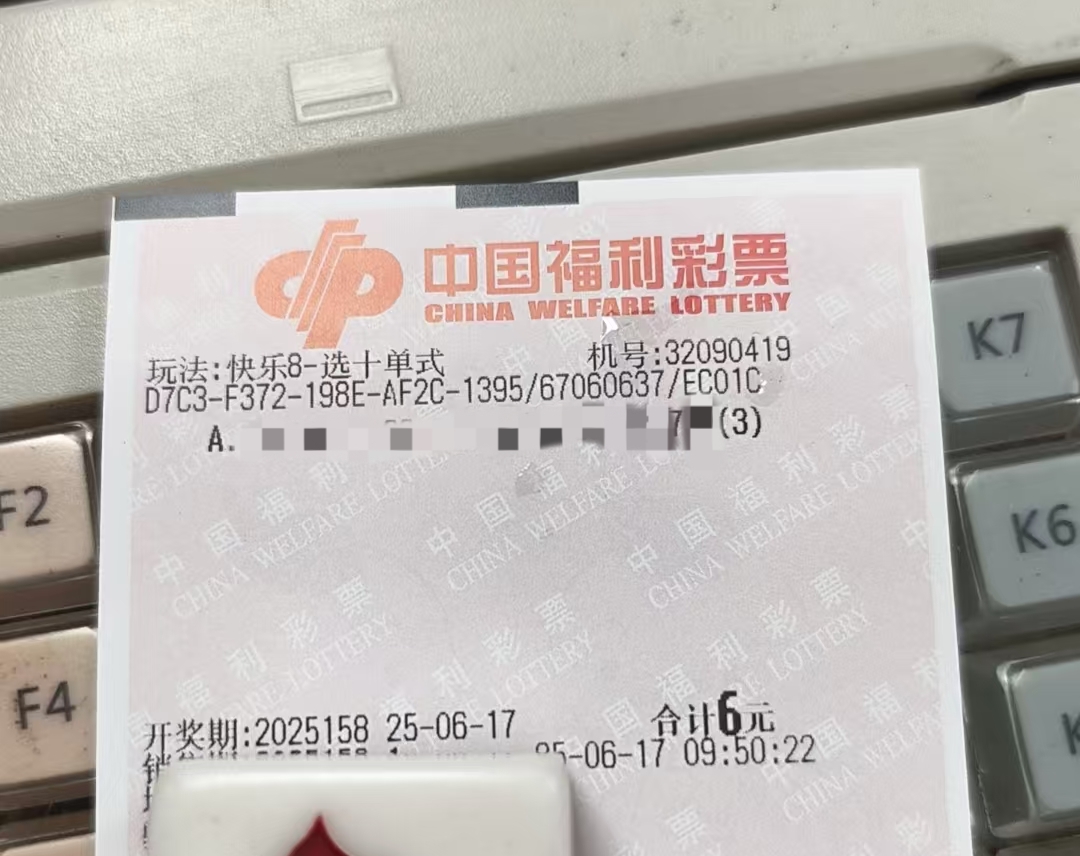 中国福利彩票
CHINA WELFARE LOTTERY
玩法:快乐8-选十单式 机号:32090419
D7C3-F372-198E-AF2C-1395/67060637/EC01C
A. 7 (3)
开奖期:2025158 25-06-17 合计6元
25-06-17 09:50:22
K7
F2
K6
F4
K